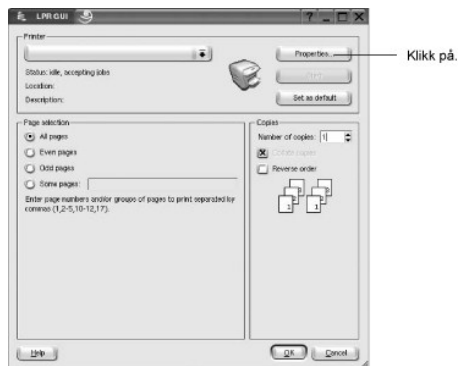 LPR GUI
Printer
Properties...
Klikk på.
Status: idle, accepting jobs
Start
Location:
Description:
Set as default
Page selection
All pages
Even pages
Odd pages
Some pages:
Enter page numbers and/or groups of pages to print separated by
commas (1,2-5,10-12,17).
Copies
Number of copies: 1
Collate copies
Reverse order
Help
OK
Cancel